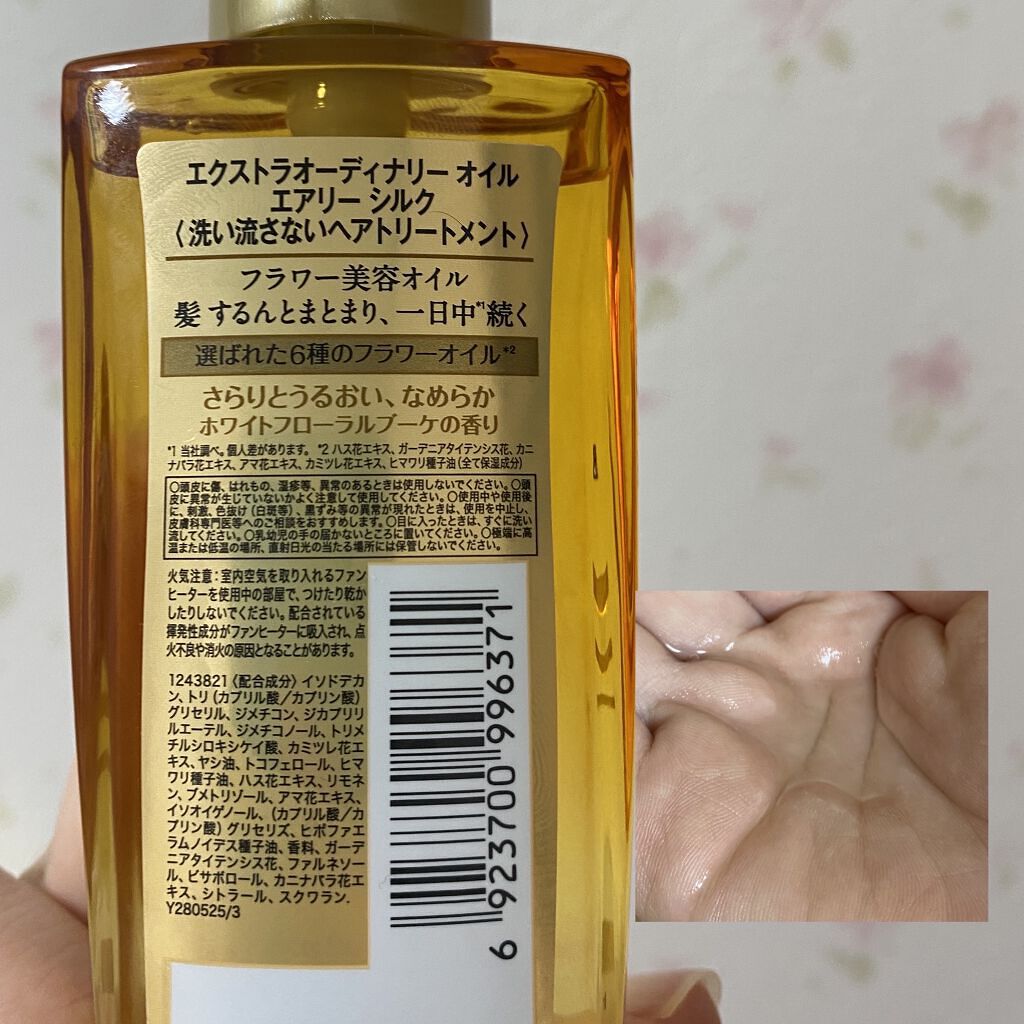 エクストラオーディナリー オイル
エアリー シルク
〈洗い流さないヘアトリートメント〉
フラワー美容オイル
髪 するんとまとまり、一日中*1続く
選ばれた6種のフラワーオイル*2
さらりとうるおい、なめらか
ホワイトフローラルブーケの香り
*1 当社調べ。個人差があります。 *2 ハス花エキス、ガーデニアタイテンシス花、カニ
ナバラ花エキス、アマ花エキス、カミツレ花エキス、ヒマワリ種子油(全て保湿成分)
○頭皮に傷、はれもの、湿疹等、異常のあるときは使用しないでください。○頭
皮に異常が生じていないかよく注意して使用してください。○使用中や使用後
に、刺激、色抜け(白斑等)、黒ずみ等の異常が現れたときは、使用を中止し、
皮膚科専門医等へのご相談をおすすめします。○目に入ったときは、すぐに洗い
流してください。○乳幼児の手の届かないところに置いてください。○極端に高
温または低温の場所、直射日光の当たる場所には保管しないでください。
火気注意：室内空気を取り入れるファン
ヒーターを使用中の部屋で、つけたり乾か
したりしないでください。配合されている
揮発性成分がファンヒーターに吸入され、点
火不良や消火の原因となることがあります。
1243821〈配合成分〉イソドデカ
ン、トリ(カプリル酸／カプリン酸)
グリセリル、ジメチコン、ジカプリリ
ルエーテル、ジメチコノール、トリメ
チルシロキシケイ酸、カミツレ花エ
キス、ヤシ油、トコフェロール、ヒマ
ワリ種子油、ハス花エキス、リモネ
ン、ブメトリゾール、アマ花エキス、
イソオイゲノール、(カプリル酸／カ
プリン酸)グリセリズ、ヒポファエ
ラムノイデス種子油、香料、ガーデ
ニアタイテンシス花、ファルネソー
ル、ビサボロール、カニナバラ花エ
キス、シトラール、スクワラン.
Y280525/3
6 923700 996371